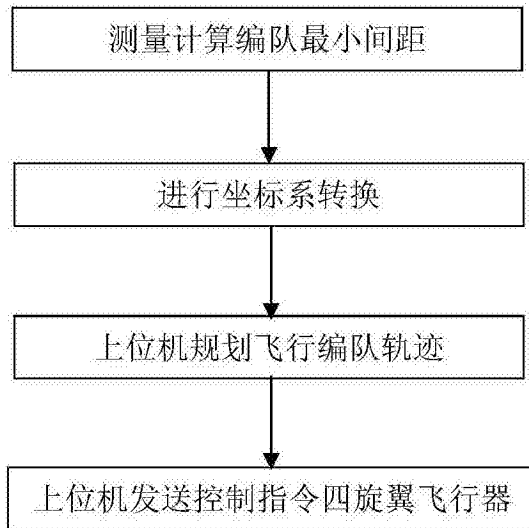 测量计算编队最小间距
进行坐标系转换
上位机规划飞行编队轨迹
上位机发送控制指令四旋翼飞行器